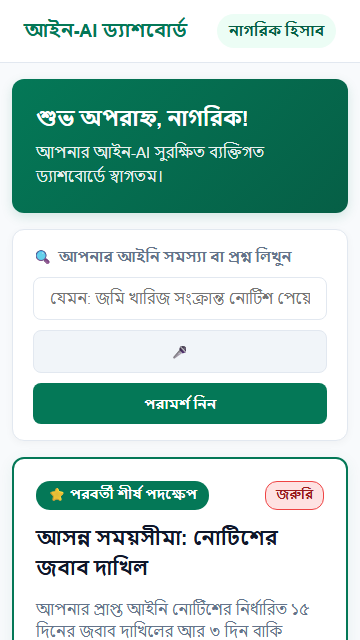 আইন-AI ড্যাশবোর্ড
নাগরিক হিসাব
শুভ অপরাহ্ন, নাগরিক!
আপনার আইন-AI সুরক্ষিত ব্যক্তিগত
ড্যাশবোর্ডে স্বাগতম।
আপনার আইনি সমস্যা বা প্রশ্ন লিখুন
যেমন: জমি খারিজ সংক্রান্ত নোটিশ পেয়ে
পরামর্শ নিন
পরবর্তী শীর্ষ পদক্ষেপ
জরুরি
আসন্ন সময়সীমা: নোটিশের
জবাব দাখিল
আপনার প্রাপ্ত আইনি নোটিশের নির্ধারিত ১৫
দিনের জবাব দাখিলের আর ৩ দিন বাকি